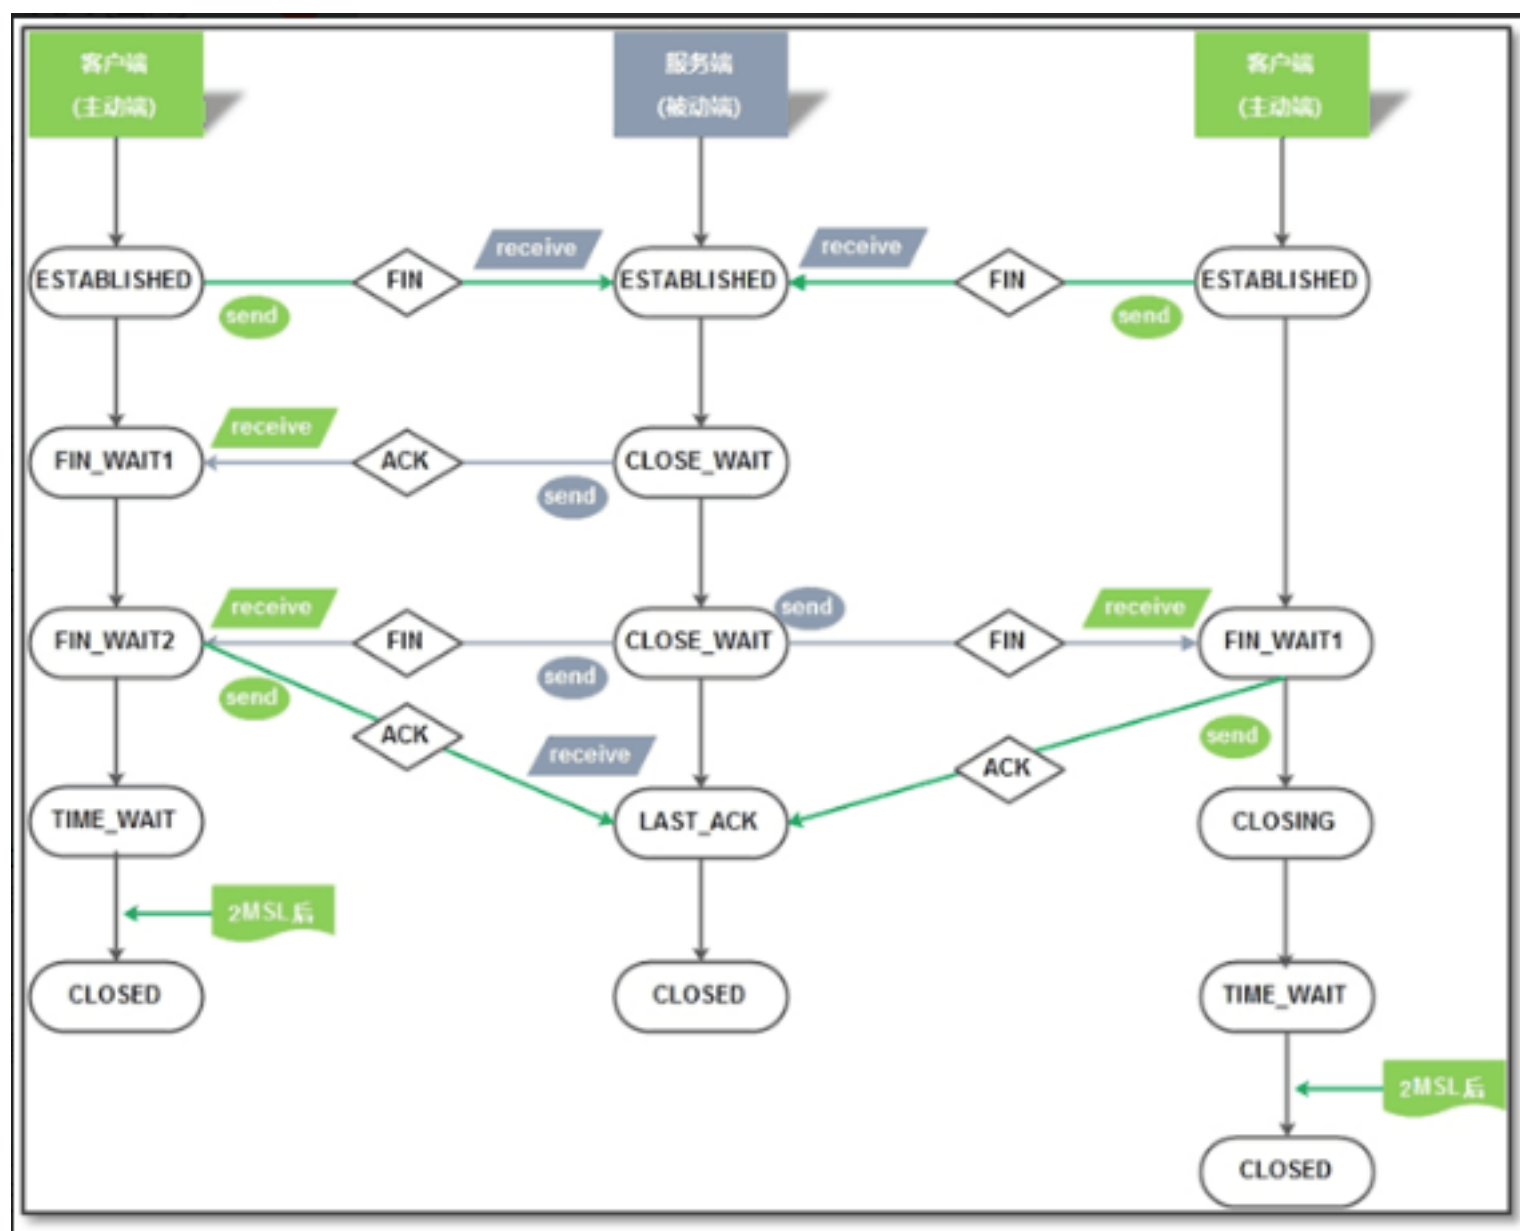 客户端
(主动端)
服务端
(被动端)
客户端
(主动端)
receive
receive
ESTABLISHED
FIN
ESTABLISHED
FIN
ESTABLISHED
send
send
receive
FIN_WAIT1
ACK
CLOSE_WAIT
send
receive
send
receive
FIN_WAIT2
FIN
CLOSE_WAIT
FIN
FIN_WAIT1
send
send
ACK
receive
send
ACK
TIME_WAIT
LAST_ACK
CLOSING
2MSL后
CLOSED
CLOSED
TIME_WAIT
2MSL后
CLOSED